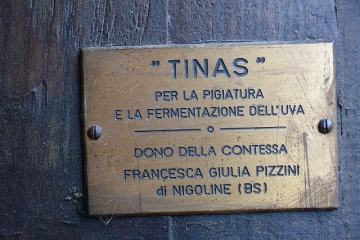 "TINAS"
PER LA PIGIATURA
E LA FERMENTAZIONE DELL'UVA
DONO DELLA CONTESSA
FRANCESCA GIULIA PIZZINI
di NIGOLINE (BS)